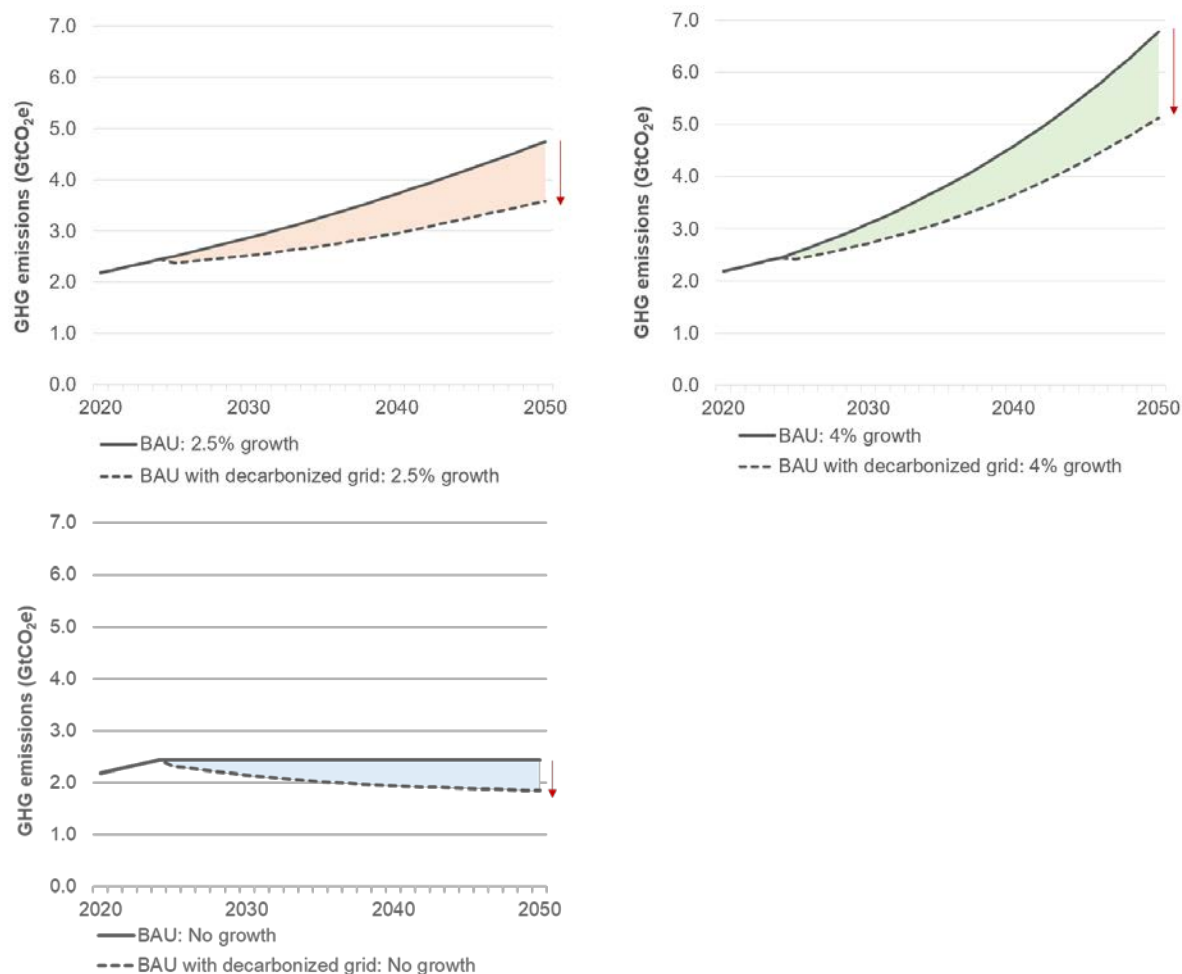 GHG emissions (GtCO₂e)
7.0
6.0
5.0
4.0
3.0
2.0
1.0
0.0
2020 2030 2040 2050
BAU: 2.5% growth
BAU with decarbonized grid: 2.5% growth
GHG emissions (GtCO₂e)
7.0
6.0
5.0
4.0
3.0
2.0
1.0
0.0
2020 2030 2040 2050
BAU: 4% growth
BAU with decarbonized grid: 4% growth
GHG emissions (GtCO₂e)
7.0
6.0
5.0
4.0
3.0
2.0
1.0
0.0
2020 2030 2040 2050
BAU: No growth
BAU with decarbonized grid: No growth